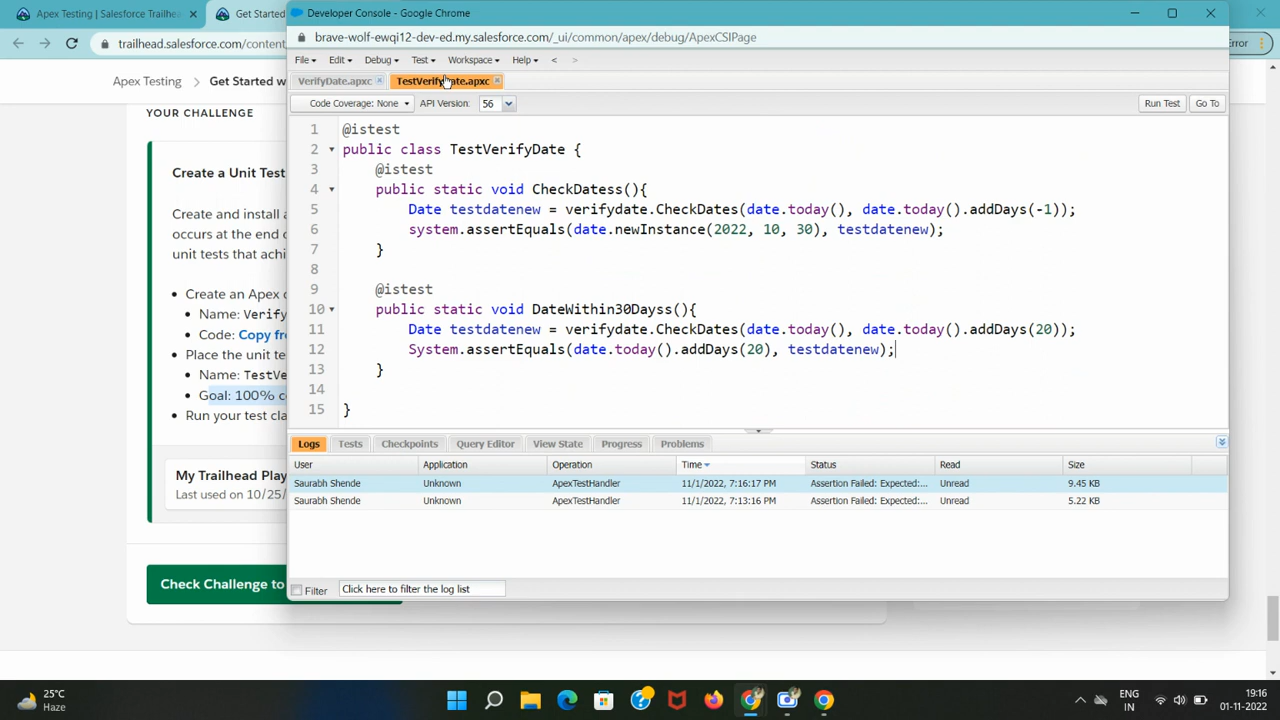 Apex Testing | Salesforce Trailhe
Get Started
Developer Console - Google Chrome
trailhead.salesforce.com/content
brave-wolf-ewqi12-dev-ed.my.salesforce.com/_ui/common/apex/debug/ApexCSIPage
Error
File Edit Debug Test Workspace Help < >
Apex Testing Get Started w
VerifyDate.apxc TestVerifyDate.apxc
Code Coverage: None API Version: 56 Run Test Go To
YOUR CHALLENGE
Create a Unit Test
Create and install a
occurs at the end o
unit tests that achi
Create an Apex c
Name: Verify
Code: Copy fro
Place the unit te
Name: TestVe
Goal: 100% c
Run your test cla
My Trailhead Play
Last used on 10/25/
Check Challenge to
1 @istest
2 public class TestVerifyDate {
3 @istest
4 public static void CheckDatess(){
5 Date testdatenew = verifydate.CheckDates(date.today(), date.today().addDays(-1));
6 system.assertEquals(date.newInstance(2022, 10, 30), testdatenew);
7 }
8
9 @istest
10 public static void DateWithin30Dayss(){
11 Date testdatenew = verifydate.CheckDates(date.today(), date.today().addDays(20));
12 System.assertEquals(date.today().addDays(20), testdatenew);
13 }
14
15 }
Logs Tests Checkpoints Query Editor View State Progress Problems
User Application Operation Time Status Read Size
Saurabh Shende Unknown ApexTestHandler 11/1/2022, 7:16:17 PM Assertion Failed: Expected:... Unread 9.45 KB
Saurabh Shende Unknown ApexTestHandler 11/1/2022, 7:13:16 PM Assertion Failed: Expected:... Unread 5.22 KB
Filter Click here to filter the log list
25°C
Haze
ENG
IN
19:16
01-11-2022